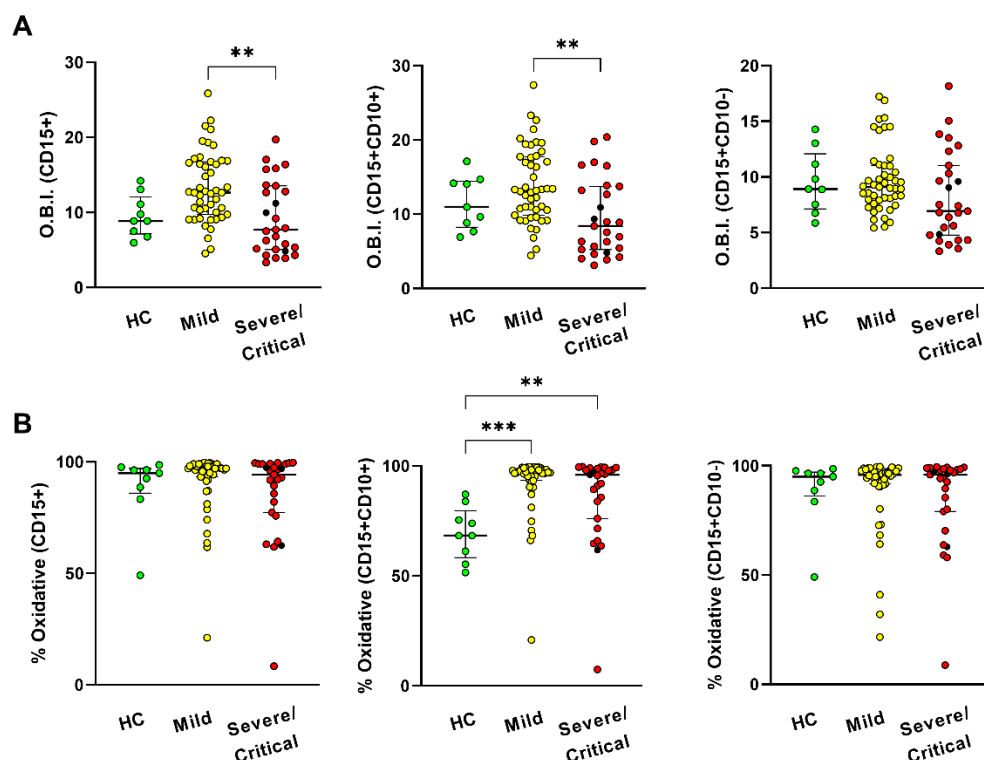 A
**
O.B.I. (CD15+)
30
20
10
0
HC
Mild
Severe/
Critical
**
O.B.I. (CD15+CD10+)
30
20
10
0
HC
Mild
Severe/
Critical
O.B.I. (CD15+CD10-)
20
15
10
5
0
HC
Mild
Severe/
Critical
B
% Oxidative (CD15+)
100
50
0
HC
Mild
Severe/
Critical
**
***
% Oxidative (CD15+CD10+)
100
50
0
HC
Mild
Severe/
Critical
% Oxidative (CD15+CD10-)
100
50
0
HC
Mild
Severe/
Critical